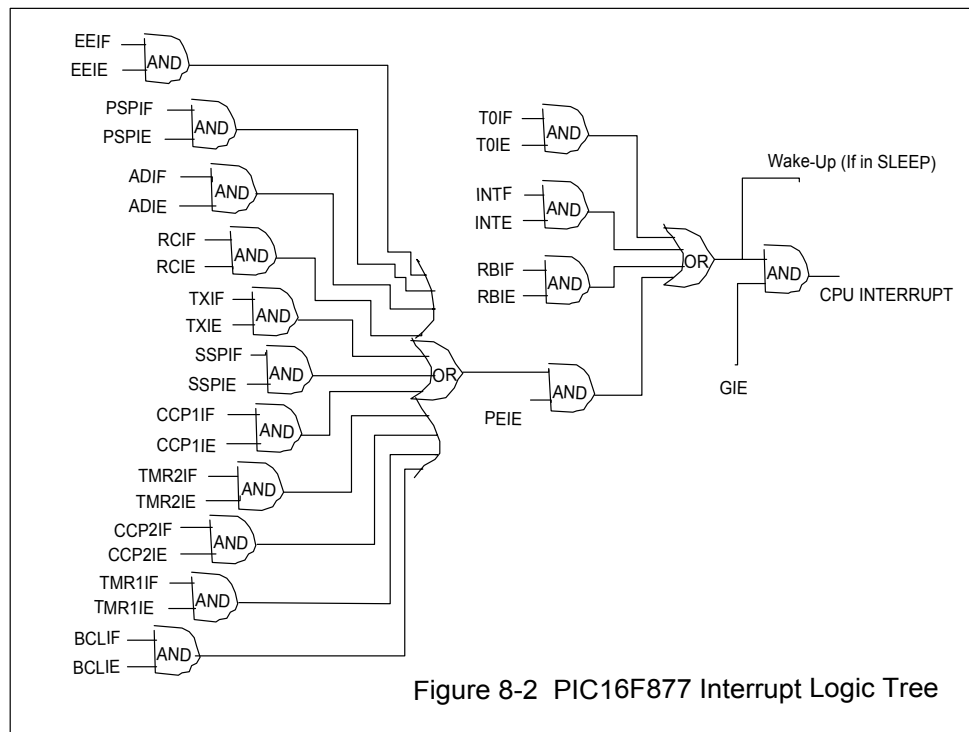 EEIF
EEIE
AND
PSPIF
PSPIE
AND
ADIF
ADIE
AND
RCIF
RCIE
AND
TXIF
TXIE
AND
SSPIF
SSPIE
AND
CCP1IF
CCP1IE
AND
TMR2IF
TMR2IE
AND
CCP2IF
CCP2IE
AND
TMR1IF
TMR1IE
AND
BCLIF
BCLIE
AND
OR
T0IF
T0IE
AND
INTF
INTE
AND
RBIF
RBIE
AND
PEIE
AND
OR
Wake-Up (If in SLEEP)
AND
CPU INTERRUPT
GIE
Figure 8-2 PIC16F877 Interrupt Logic Tree